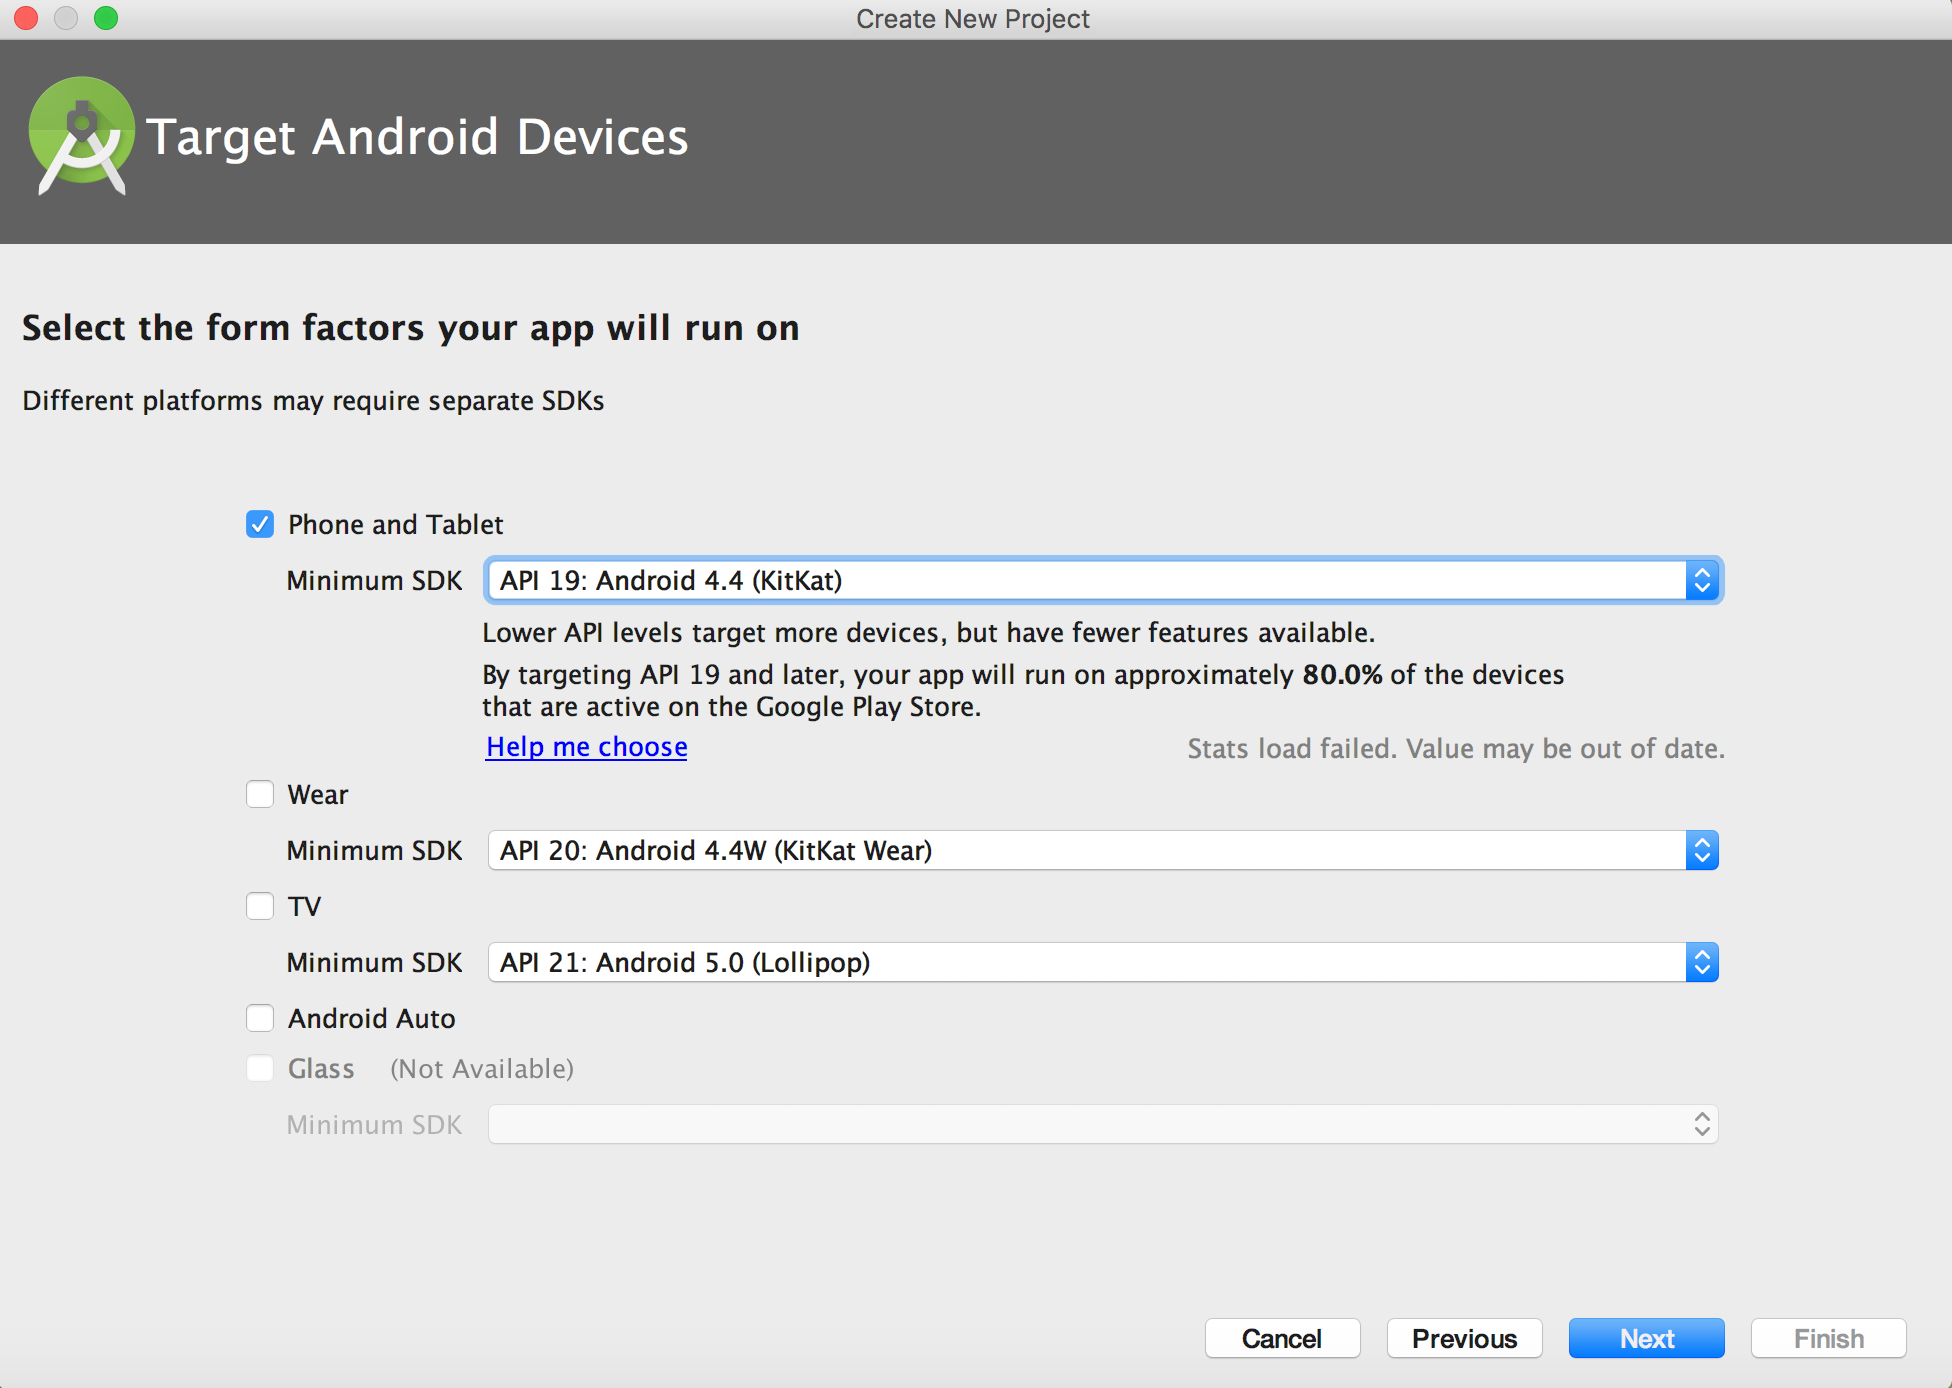 Create New Project
Target Android Devices
Select the form factors your app will run on
Different platforms may require separate SDKs
Phone and Tablet
Minimum SDK API 19: Android 4.4 (KitKat)
Lower API levels target more devices, but have fewer features available.
By targeting API 19 and later, your app will run on approximately 80.0% of the devices
that are active on the Google Play Store.
Help me choose Stats load failed. Value may be out of date.
Wear
Minimum SDK API 20: Android 4.4W (KitKat Wear)
TV
Minimum SDK API 21: Android 5.0 (Lollipop)
Android Auto
Glass (Not Available)
Minimum SDK
Cancel Previous Next Finish